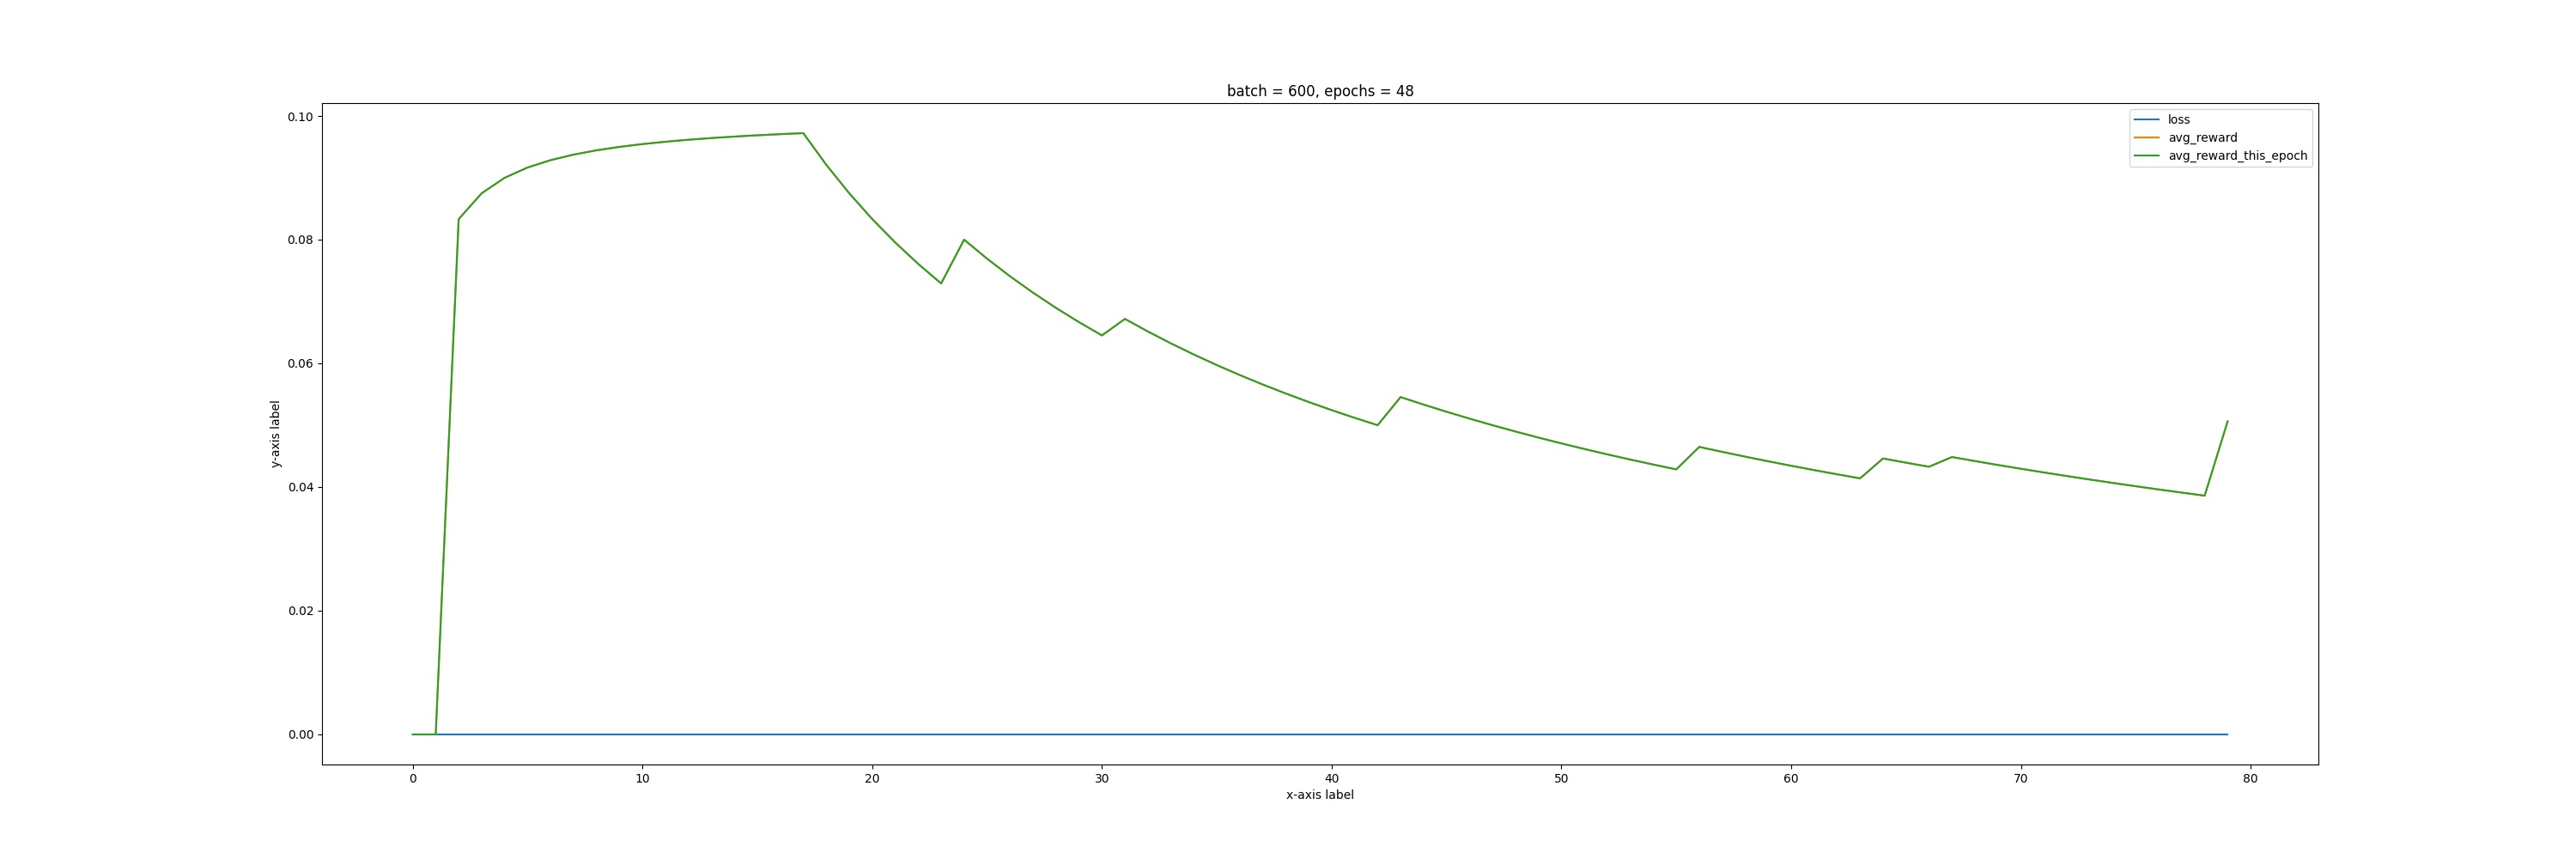 batch = 600, epochs = 48
loss
avg_reward
avg_reward_this_epoch
0.10
0.08
0.06
0.04
0.02
0.00
y-axis label
0 10 20 30 40 50 60 70 80
x-axis label